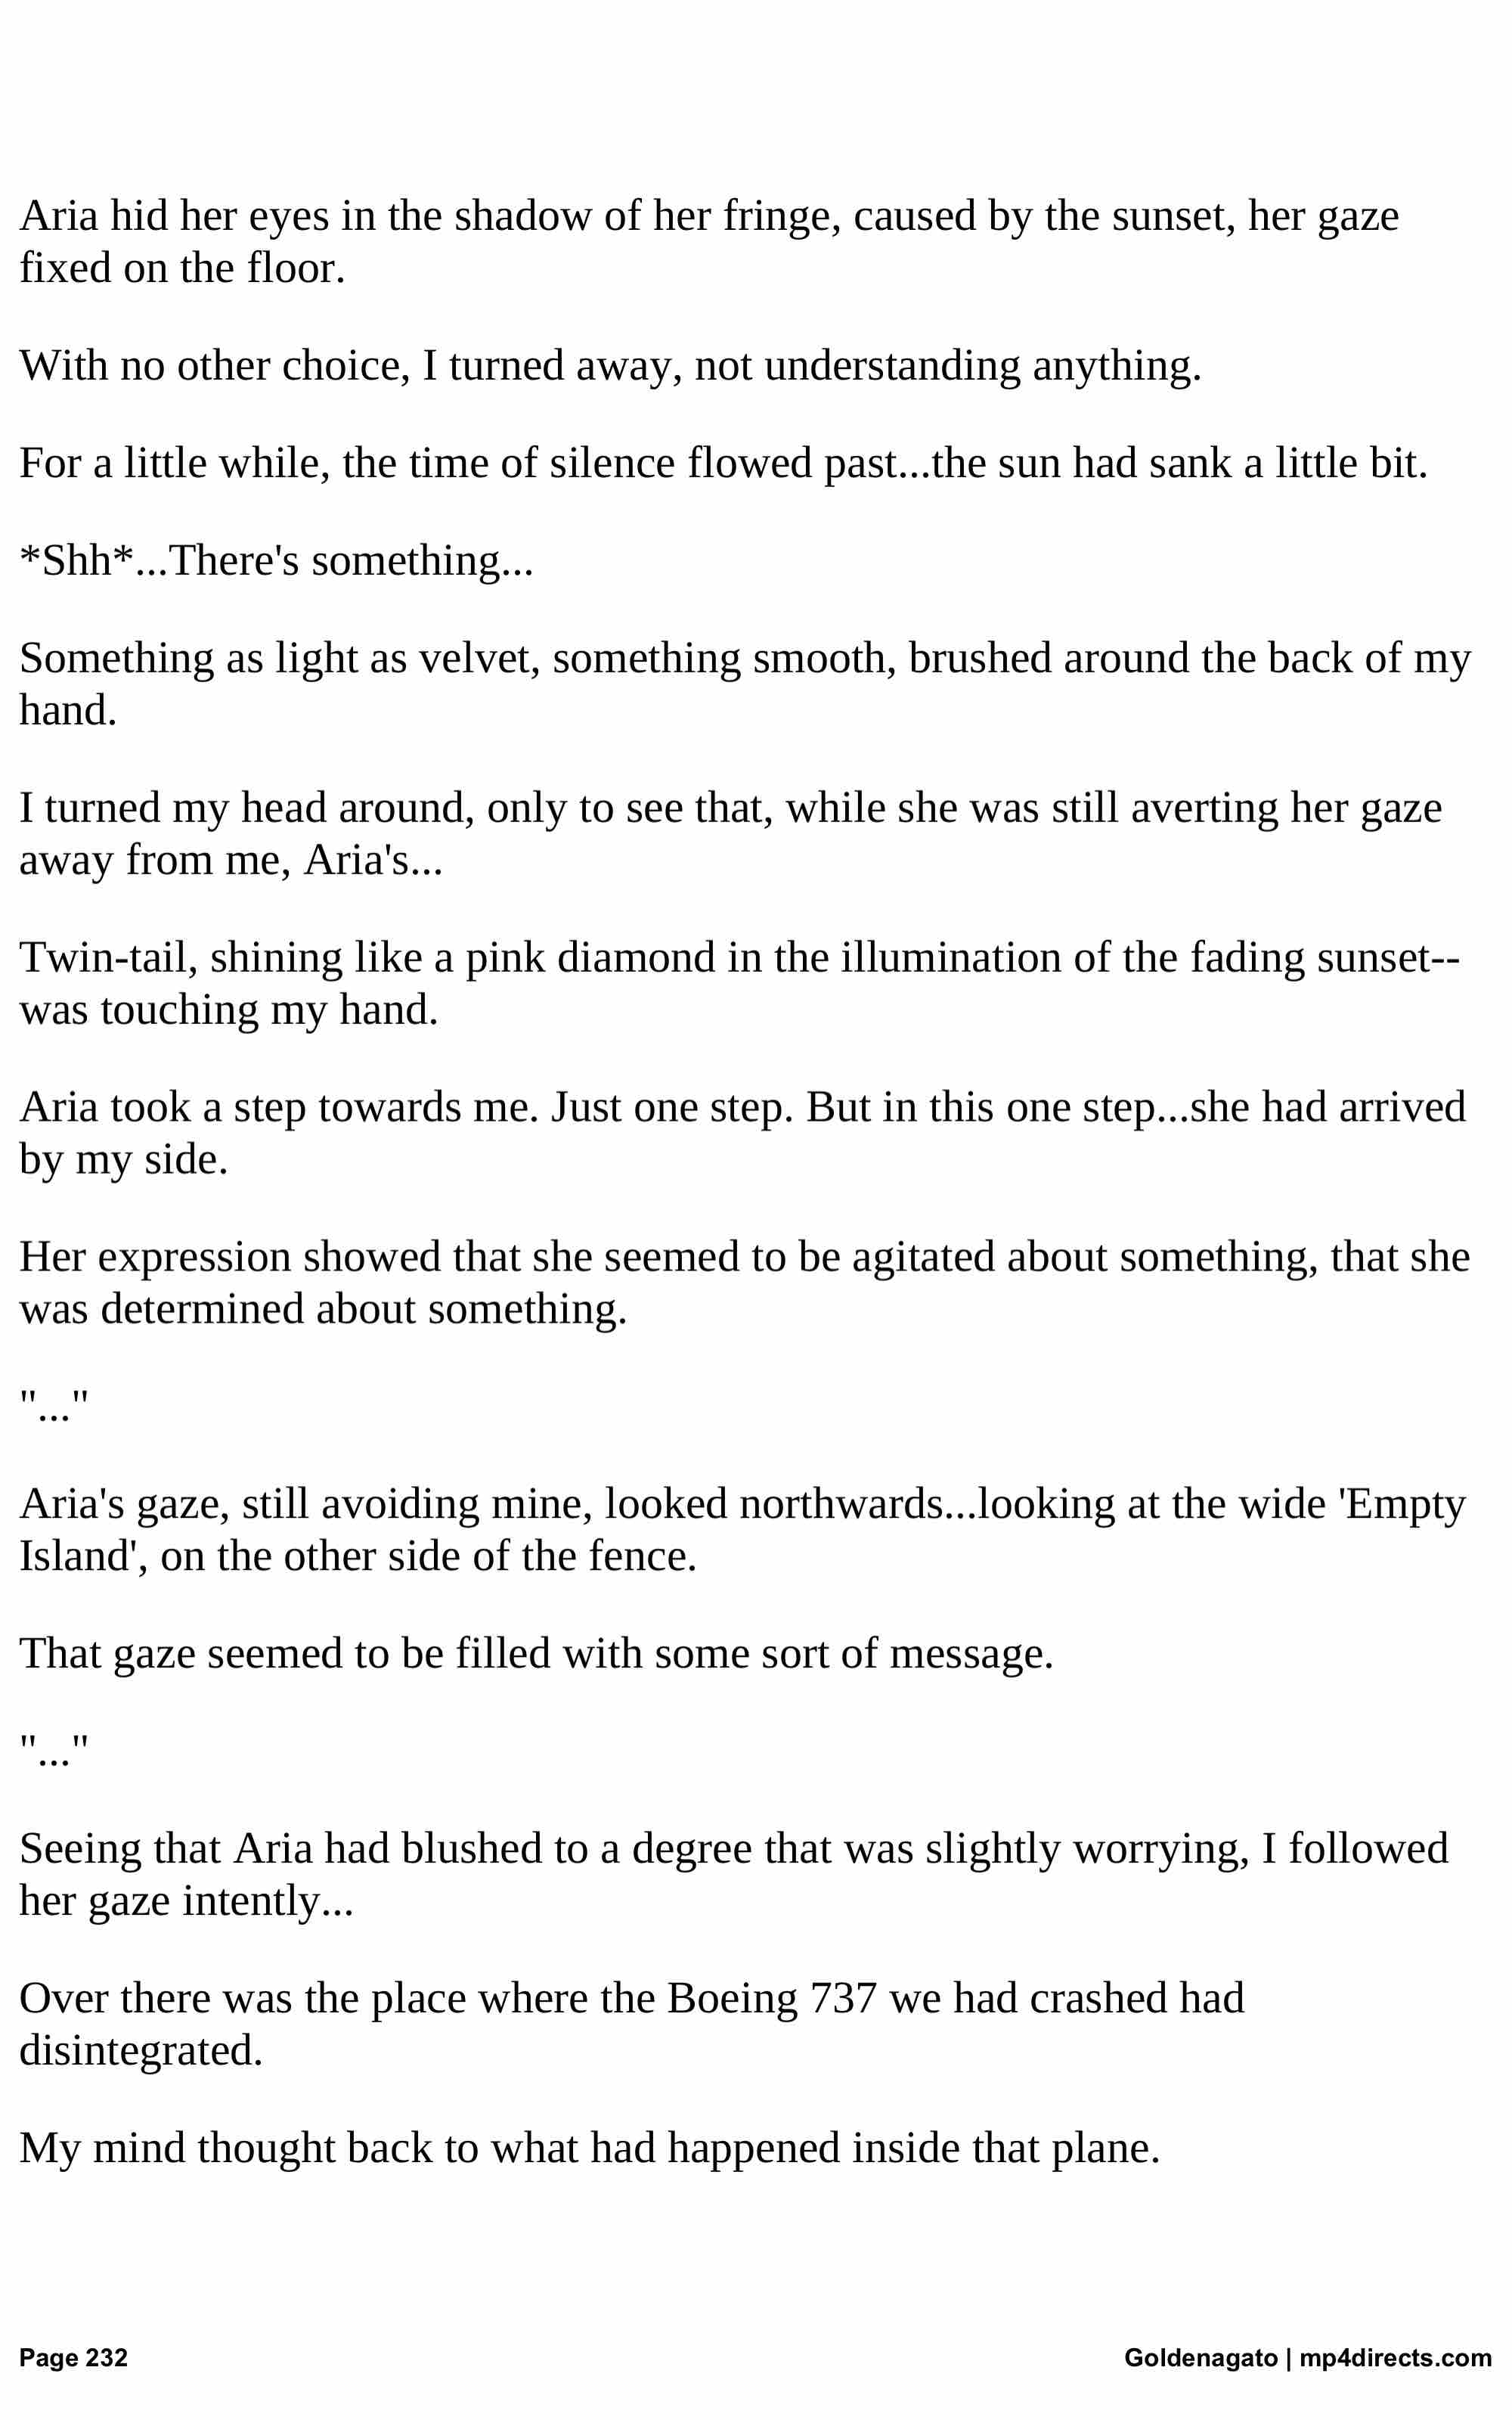 Aria hid her eyes in the shadow of her fringe, caused by the sunset, her gaze
fixed on the floor.
With no other choice, I turned away, not understanding anything.
For a little while, the time of silence flowed past...the sun had sank a little bit.
*Shh*...There's something...
Something as light as velvet, something smooth, brushed around the back of my
hand.
I turned my head around, only to see that, while she was still averting her gaze
away from me, Aria's...
Twin-tail, shining like a pink diamond in the illumination of the fading sunset--
was touching my hand.
Aria took a step towards me. Just one step. But in this one step...she had arrived
by my side.
Her expression showed that she seemed to be agitated about something, that she
was determined about something.
"..."
Aria's gaze, still avoiding mine, looked northwards...looking at the wide 'Empty
Island', on the other side of the fence.
That gaze seemed to be filled with some sort of message.
"..."
Seeing that Aria had blushed to a degree that was slightly worrying, I followed
her gaze intently...
Over there was the place where the Boeing 737 we had crashed had
disintegrated.
My mind thought back to what had happened inside that plane.
Page 232
Goldenagato | mp4directs.com